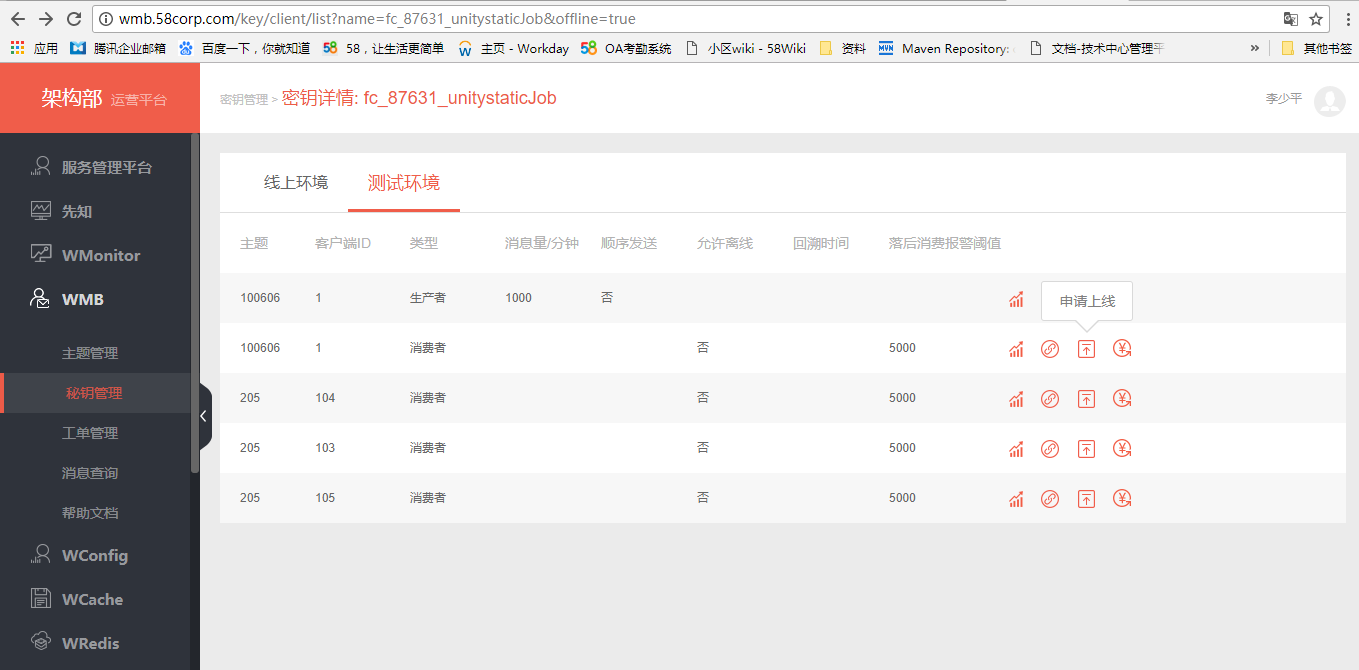 wmb.58corp.com/key/client/list?name=fc_87631_unitystaticJob&offline=true
应用 腾讯企业邮箱 百度一下，你就知道 58，让生活更简单 主页 - Workday OA考勤系统 小区wiki - 58Wiki 资料 Maven Repository: 文档-技术中心管理平 » 其他书签
架构部 运营平台
密钥管理 > 密钥详情: fc_87631_unitystaticJob
李少平
服务管理平台
先知
WMonitor
WMB
主题管理
秘钥管理
工单管理
消息查询
帮助文档
WConfig
WCache
WRedis
线上环境 测试环境
主题 客户端ID 类型 消息量/分钟 顺序发送 允许离线 回溯时间 落后消费报警阈值
100606 1 生产者 1000 否
申请上线
100606 1 消费者 否 5000
205 104 消费者 否 5000
205 103 消费者 否 5000
205 105 消费者 否 5000